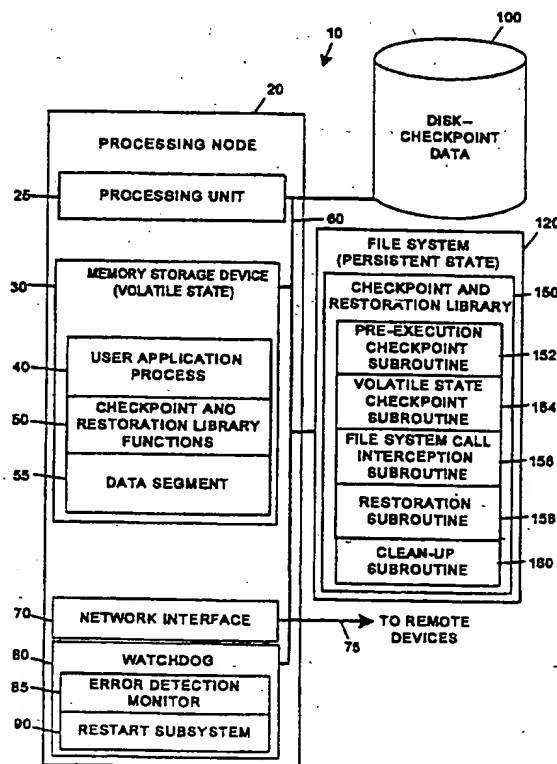 100
10
20
DISK-
CHECKPOINT
DATA
PROCESSING NODE
25
PROCESSING UNIT
60
120
FILE SYSTEM
(PERSISTENT STATE)
30
MEMORY STORAGE DEVICE
(VOLATILE STATE)
CHECKPOINT AND
RESTORATION LIBRARY
150
PRE-EXECUTION
CHECKPOINT
SUBROUTINE
152
40
USER APPLICATION
PROCESS
VOLATILE STATE
CHECKPOINT
SUBROUTINE
154
50
CHECKPOINT AND
RESTORATION LIBRARY
FUNCTIONS
FILE SYSTEM CALL
INTERCEPTION
SUBROUTINE
156
55
DATA SEGMENT
RESTORATION
SUBROUTINE
158
CLEAN-UP
SUBROUTINE
160
70
NETWORK INTERFACE
75
TO REMOTE
DEVICES
80
WATCHDOG
85
ERROR DETECTION
MONITOR
90
RESTART SUBSYSTEM